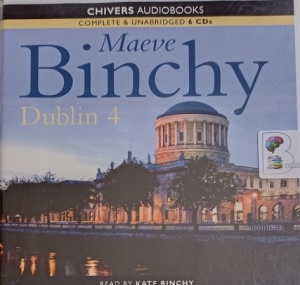 CHIVERS AUDIOBOOKS
COMPLETE & UNABRIDGED 6 CDs
Maeve
Binchy
Dublin 4
READ BY KATE BINCHY